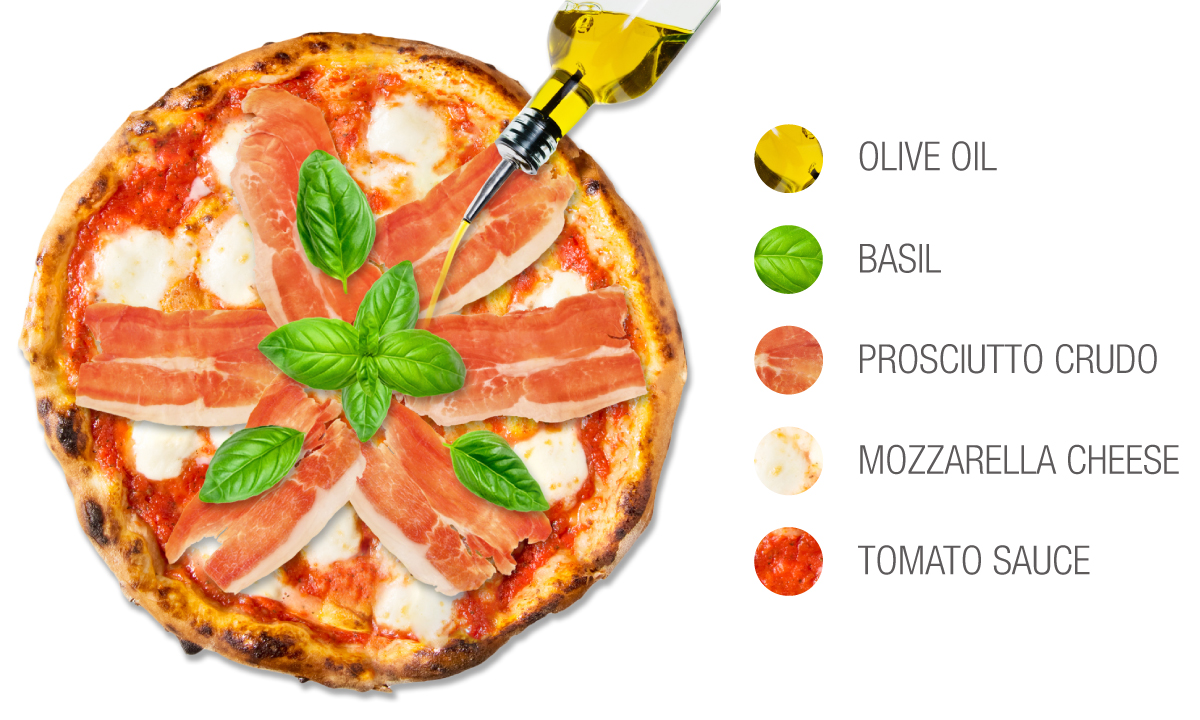 OLIVE OIL
BASIL
PROSCIUTTO CRUDO
MOZZARELLA CHEESE
TOMATO SAUCE